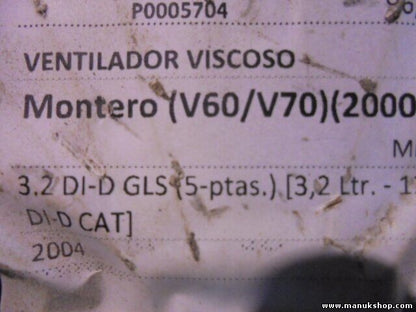 P0005704
VENTILADOR VISCOSO
Montero (V60/V70)(2000
3.2 DI-D GLS (5-ptas.) [3,2 Ltr. - 1
DI-D CAT]
2004
www.manukshop.com